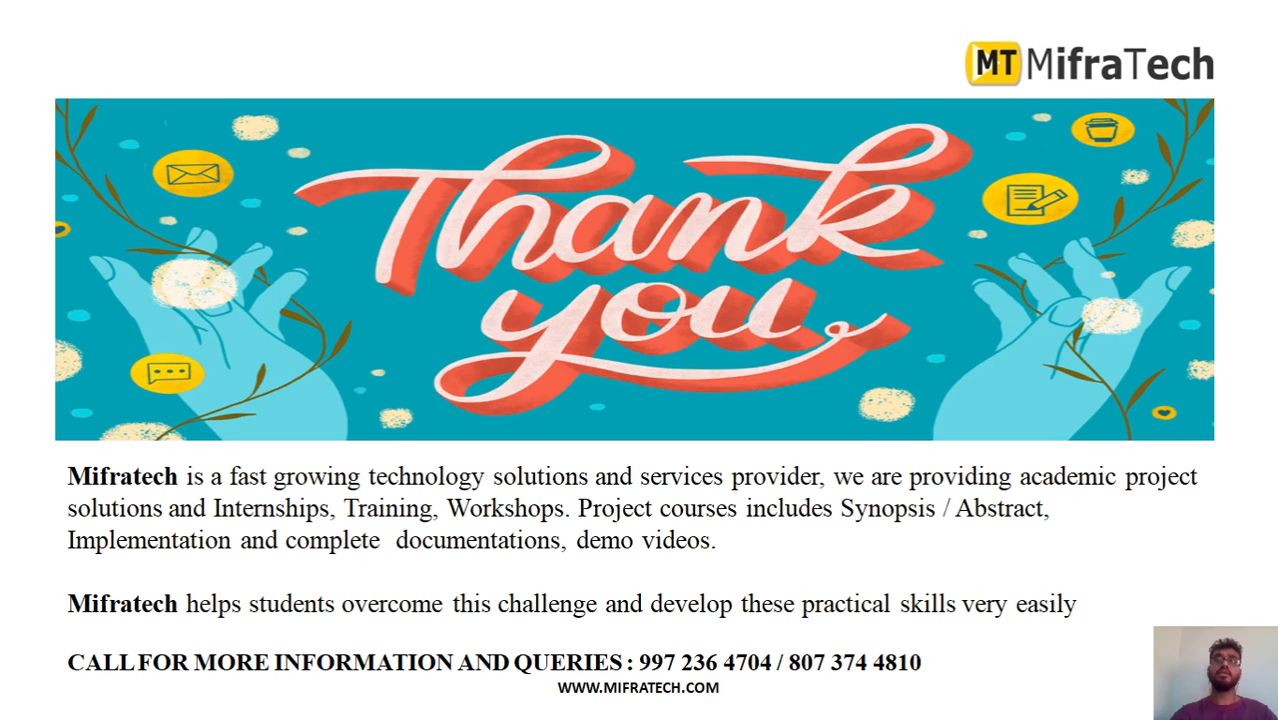 MT MifraTech
Thank
you
Mifratech is a fast growing technology solutions and services provider, we are providing academic project
solutions and Internships, Training, Workshops. Project courses includes Synopsis / Abstract,
Implementation and complete documentations, demo videos.
Mifratech helps students overcome this challenge and develop these practical skills very easily
CALL FOR MORE INFORMATION AND QUERIES : 997 236 4704 / 807 374 4810
WWW.MIFRATECH.COM